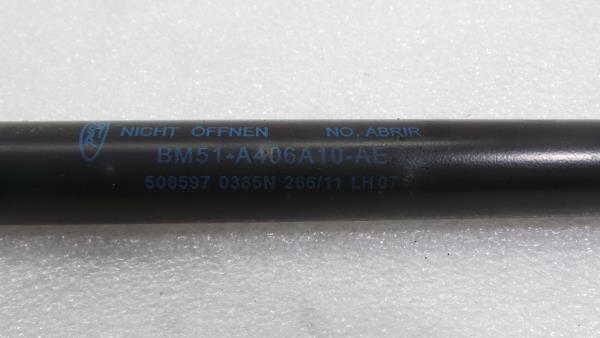 NICHT ÖFFNEN NO, ABRIR
BM51-A406A10-AE
508597 0385N 266/11 LH07